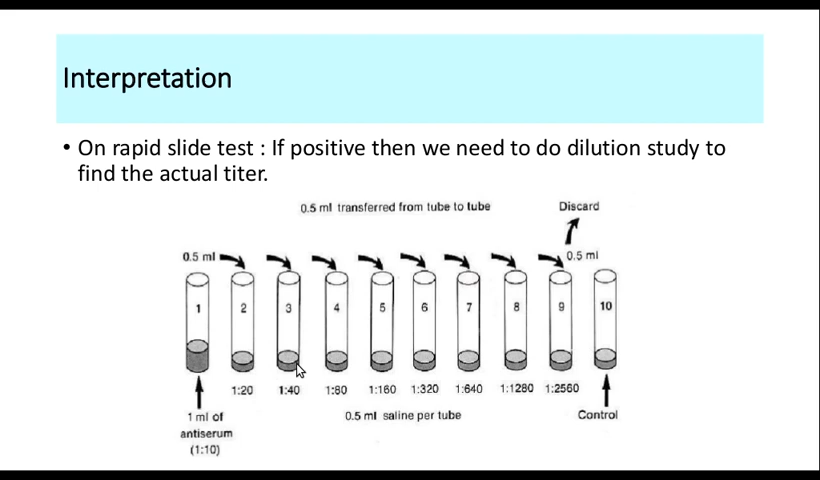 Interpretation
• On rapid slide test : If positive then we need to do dilution study to
find the actual titer.
0.5 ml transferred from tube to tube
Discard
0.5 ml
0.5 ml
1 2 3 4 5 6 7 8 9 10
1:20 1:40 1:80 1:160 1:320 1:640 1:1280 1:2560
1 ml of
antiserum
(1:10)
0.5 ml saline per tube
Control